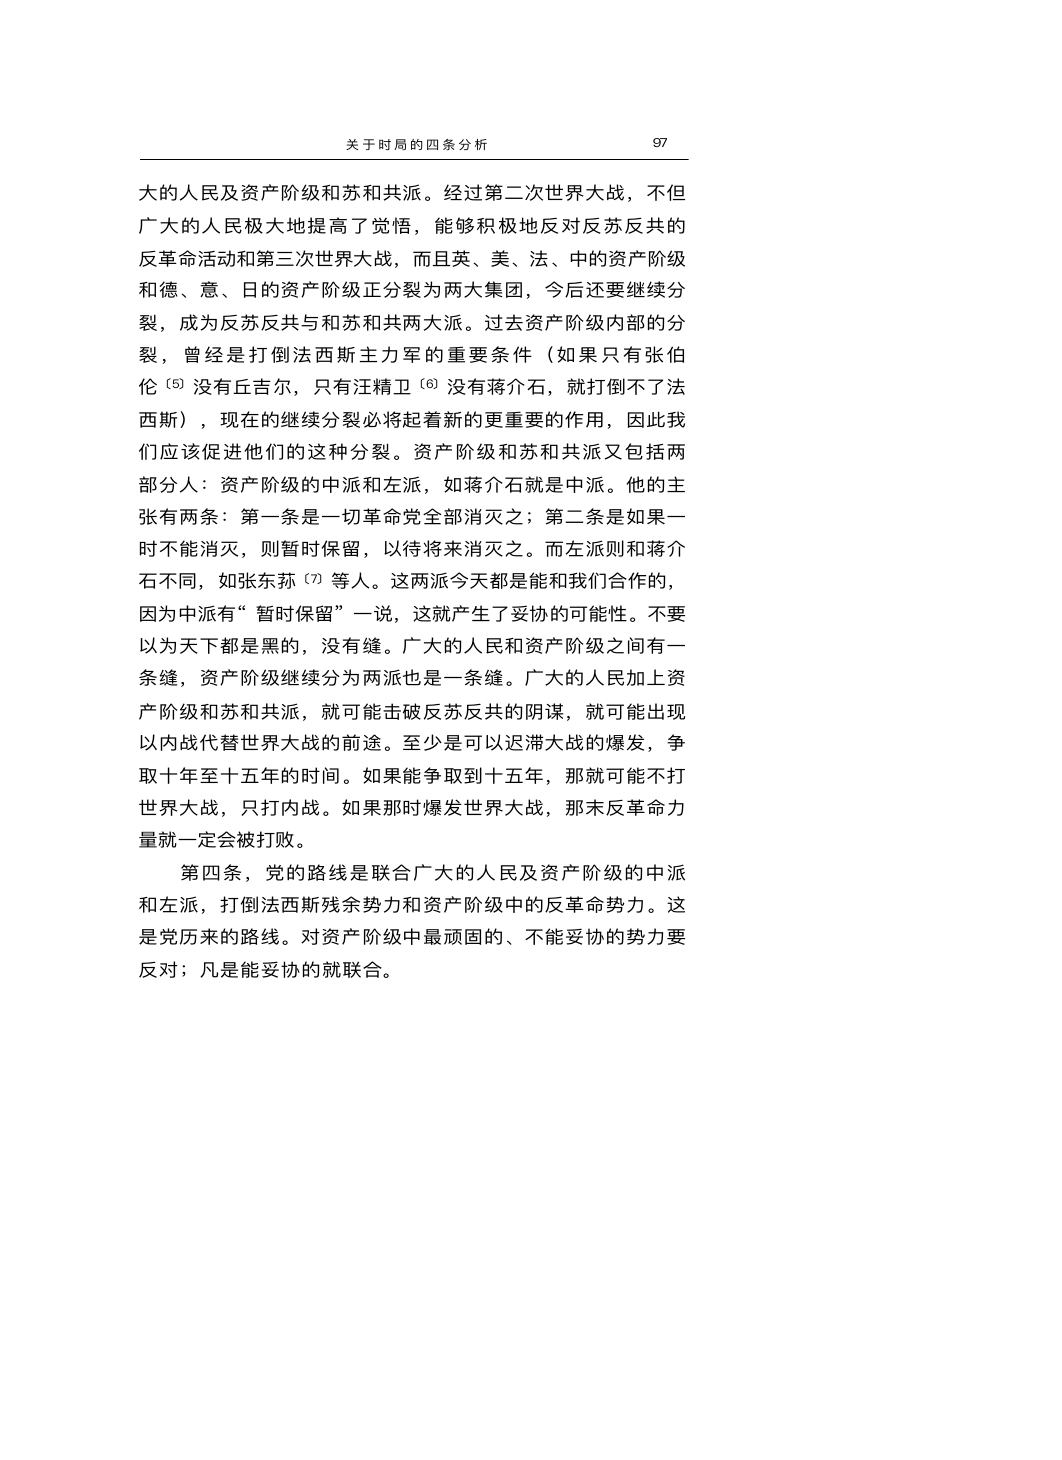 关于时局的四条分析 97
大的人民及资产阶级和苏和共派。经过第二次世界大战，不但
广大的人民极大地提高了觉悟，能够积极地反对反苏反共的
反革命活动和第三次世界大战，而且英、美、法、中的资产阶级
和德、意、日的资产阶级正分裂为两大集团，今后还要继续分
裂，成为反苏反共与和苏和共两大派。过去资产阶级内部的分
裂，曾经是打倒法西斯主力军的重要条件（如果只有张伯
伦〔5〕没有丘吉尔，只有汪精卫〔6〕没有蒋介石，就打倒不了法
西斯），现在的继续分裂必将起着新的更重要的作用，因此我
们应该促进他们的这种分裂。资产阶级和苏和共派又包括两
部分人：资产阶级的中派和左派，如蒋介石就是中派。他的主
张有两条：第一条是一切革命党全部消灭之；第二条是如果一
时不能消灭，则暂时保留，以待将来消灭之。而左派则和蒋介
石不同，如张东荪〔7〕等人。这两派今天都是能和我们合作的，
因为中派有“暂时保留”一说，这就产生了妥协的可能性。不要
以为天下都是黑的，没有缝。广大的人民和资产阶级之间有一
条缝，资产阶级继续分为两派也是一条缝。广大的人民加上资
产阶级和苏和共派，就可能击破反苏反共的阴谋，就可能出现
以内战代替世界大战的前途。至少是可以迟滞大战的爆发，争
取十年至十五年的时间。如果能争取到十五年，那就可能不打
世界大战，只打内战。如果那时爆发世界大战，那末反革命力
量就一定会被打败。
第四条，党的路线是联合广大的人民及资产阶级的中派
和左派，打倒法西斯残余势力和资产阶级中的反革命势力。这
是党历来的路线。对资产阶级中最顽固的、不能妥协的势力要
反对；凡是能妥协的就联合。